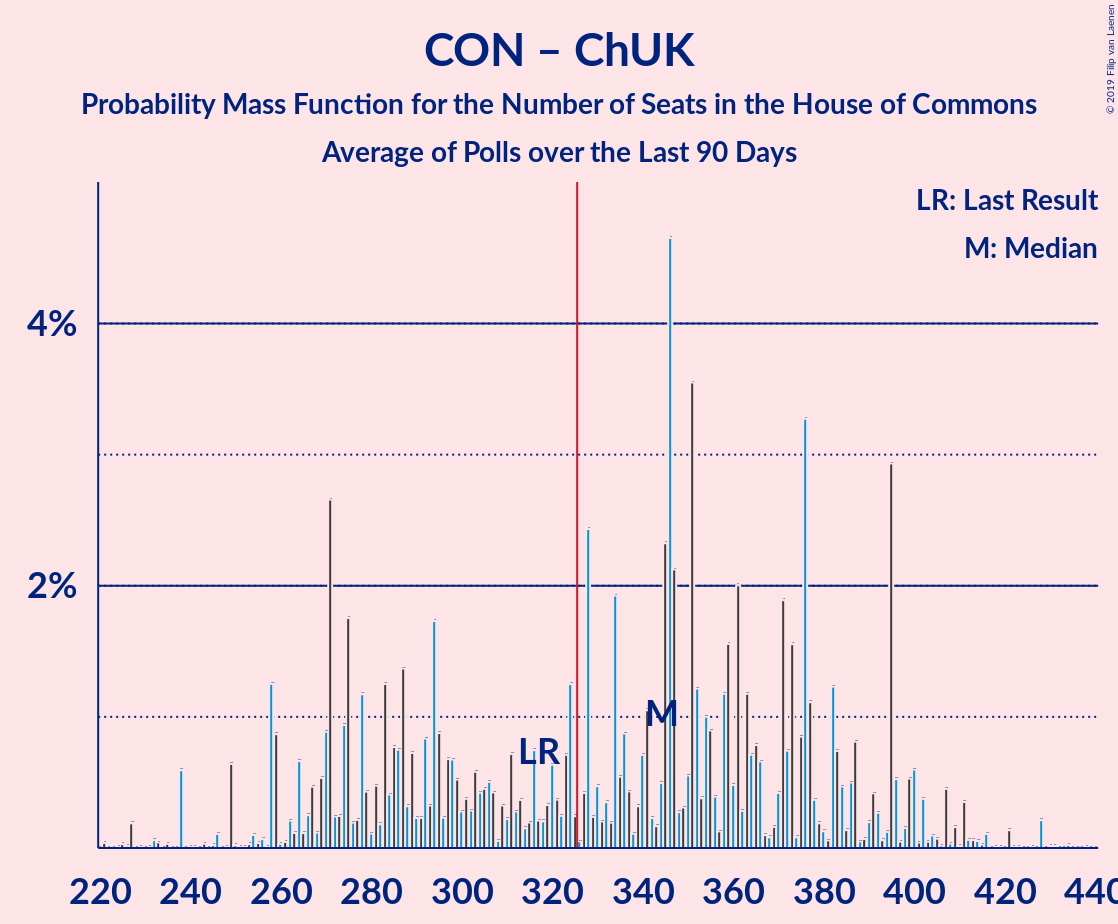 CON – ChUK
Probability Mass Function for the Number of Seats in the House of Commons
Average of Polls over the Last 90 Days
© 2019 Filip van Laenen
LR: Last Result
M: Median
4%
2%
M
LR
220 240 260 280 300 320 340 360 380 400 420 440